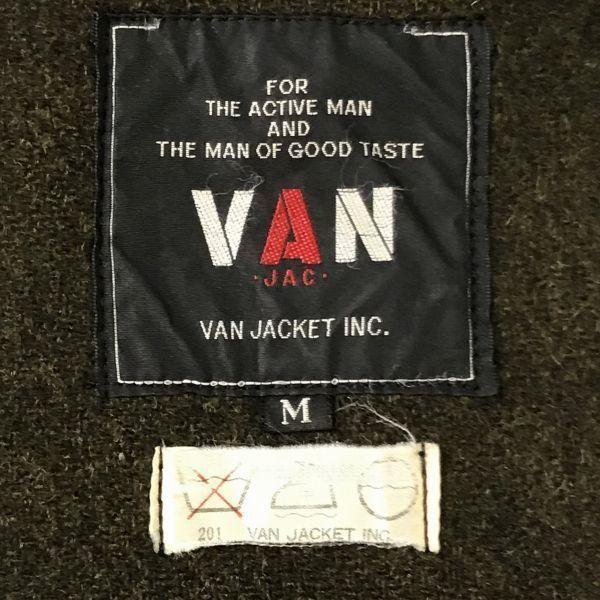 FOR
THE ACTIVE MAN
AND
THE MAN OF GOOD TASTE
VAN
·JAC·
VAN JACKET INC.
M
201 VAN JACKET INC.